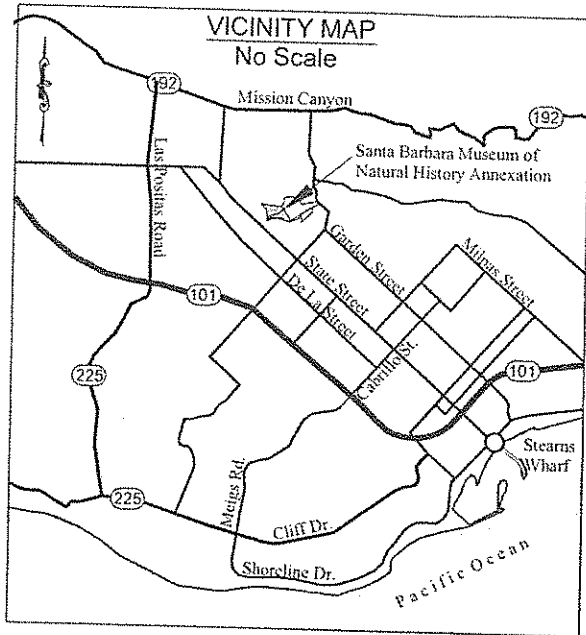 VICINITY MAP
No Scale
192
Mission Canyon
192
Las Positas Road
Santa Barbara Museum of
Natural History Annexation
Garden Street
State Street
De La Street
Milpas Street
101
Cabrillo St.
101
225
Stearns
Wharf
225
Meigs Rd.
Cliff Dr.
Shoreline Dr.
Pacific Ocean